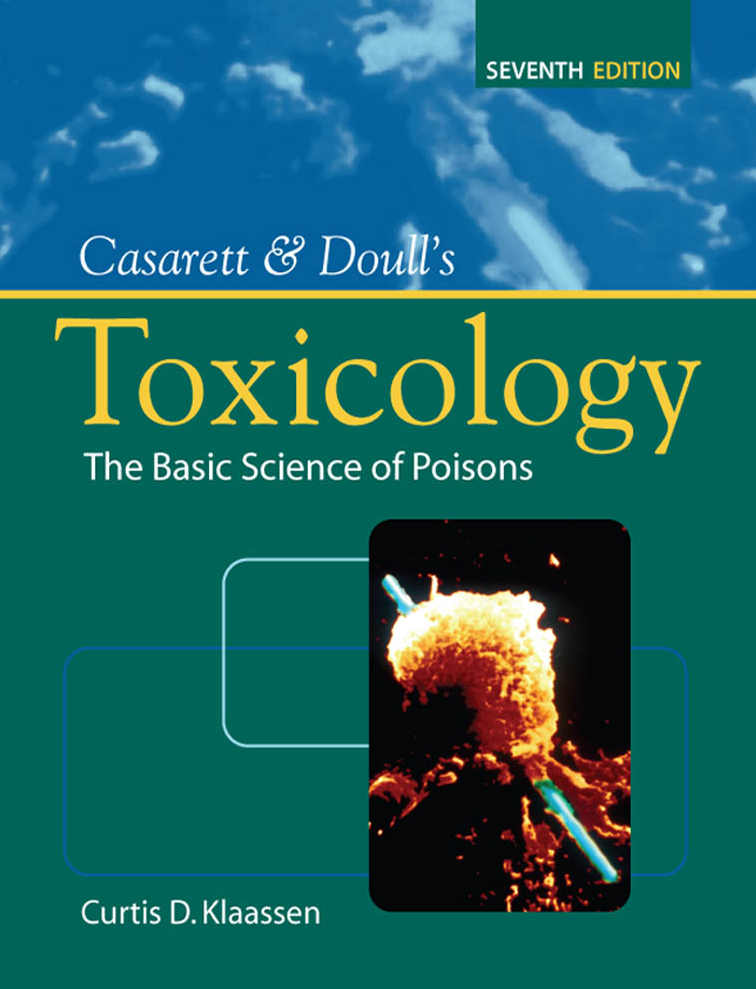 SEVENTH EDITION
Casarett & Doull's
Toxicology
The Basic Science of Poisons
Curtis D. Klaassen